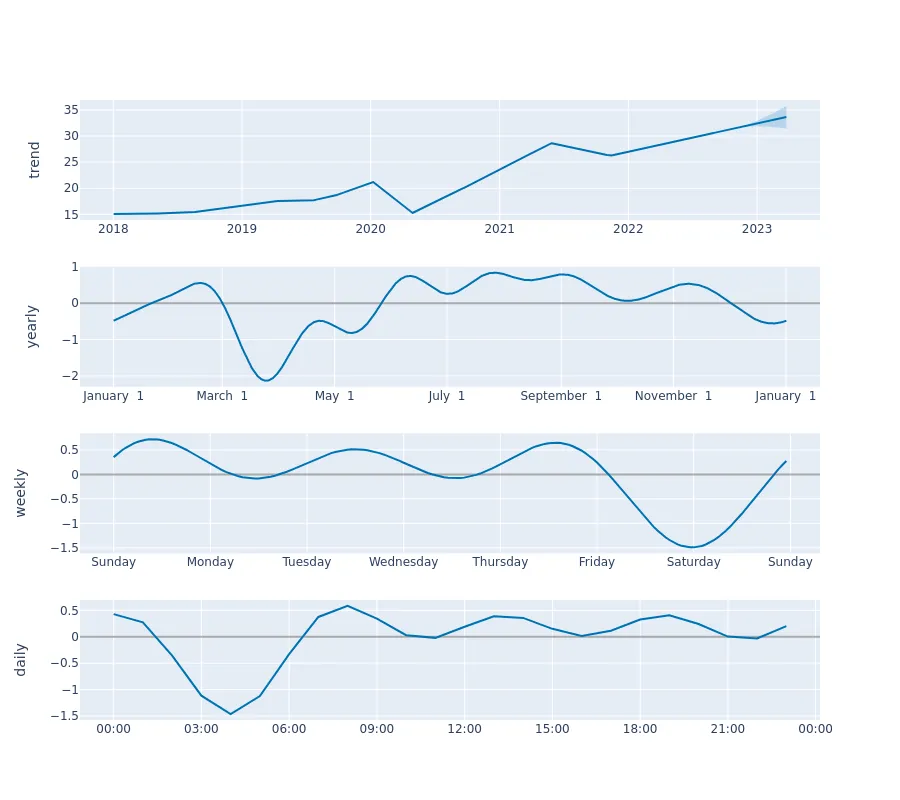 trend
35
30
25
20
15
2018 2019 2020 2021 2022 2023
yearly
1
0
−1
−2
January 1 March 1 May 1 July 1 September 1 November 1 January 1
weekly
0.5
0
−0.5
−1
−1.5
Sunday Monday Tuesday Wednesday Thursday Friday Saturday Sunday
daily
0.5
0
−0.5
−1
−1.5
00:00 03:00 06:00 09:00 12:00 15:00 18:00 21:00 00:00